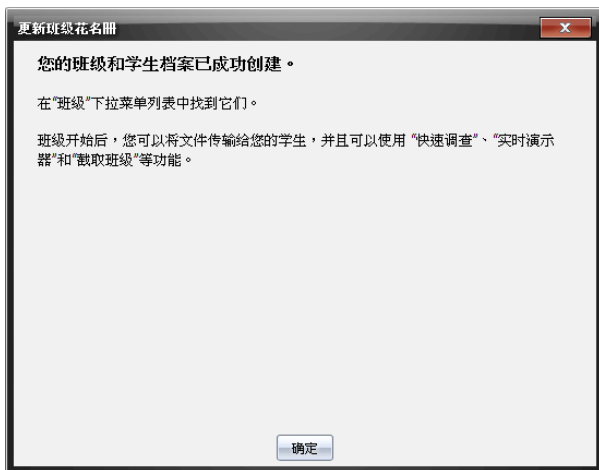 更新班级花名册
您的班级和学生档案已成功创建。
在"班级"下拉菜单列表中找到它们。
班级开始后，您可以将文件传输给您的学生，并且可以使用 "快速调查"、"实时演示
器"和"截取班级"等功能。
确定